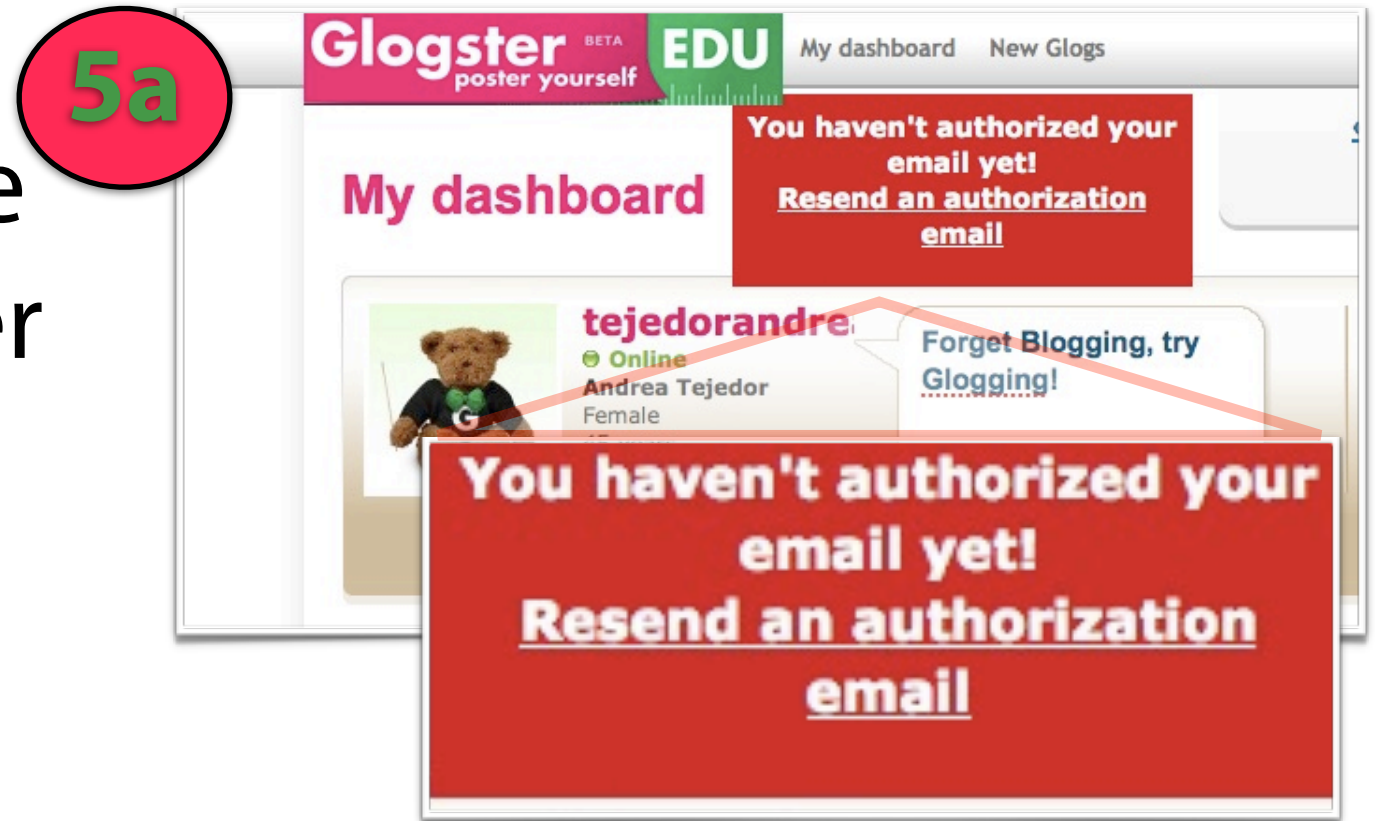 5a
e
er
Glogster BETA EDU
poster yourself
My dashboard New Glogs
You haven't authorized your
email yet!
Resend an authorization
email
My dashboard
tejedorandre
Online
Andrea Tejedor
Female
Forget Blogging, try
Glogging!
G
You haven't authorized your
email yet!
Resend an authorization
email